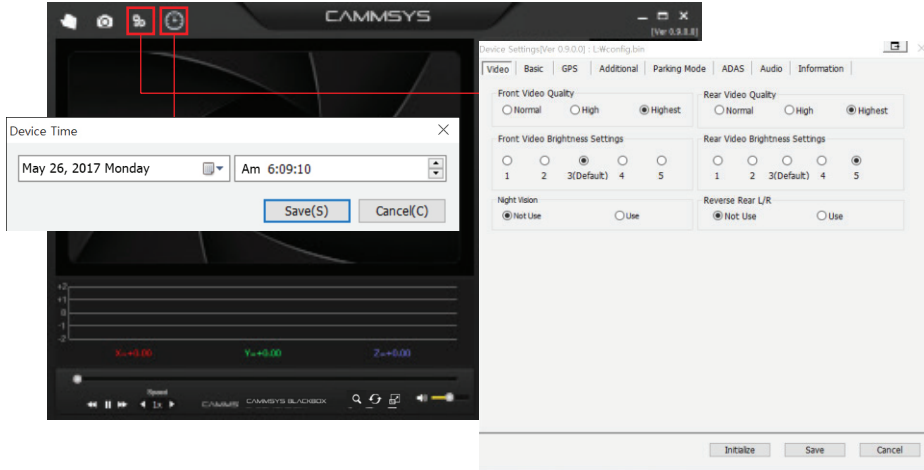 CAMMSYS
[Ver 0.9.8.8]
Device Settings[Ver 0.9.0.0] : L:₩config.bin
Video Basic GPS Additional Parking Mode ADAS Audio Information
Front Video Quality
Normal High Highest
Rear Video Quality
Normal High Highest
Front Video Brightness Settings
1 2 3(Default) 4 5
Rear Video Brightness Settings
1 2 3(Default) 4 5
Night Vision
Not Use Use
Reverse Rear L/R
Not Use Use
Initialize Save Cancel
Device Time
May 26, 2017 Monday
Am 6:09:10
Save(S) Cancel(C)
+2
+1
0
-1
-2
X=+0.00 Y=+0.00 Z=+0.00
Speed
1x
CAMMS CAMMSYS BLACKBOX